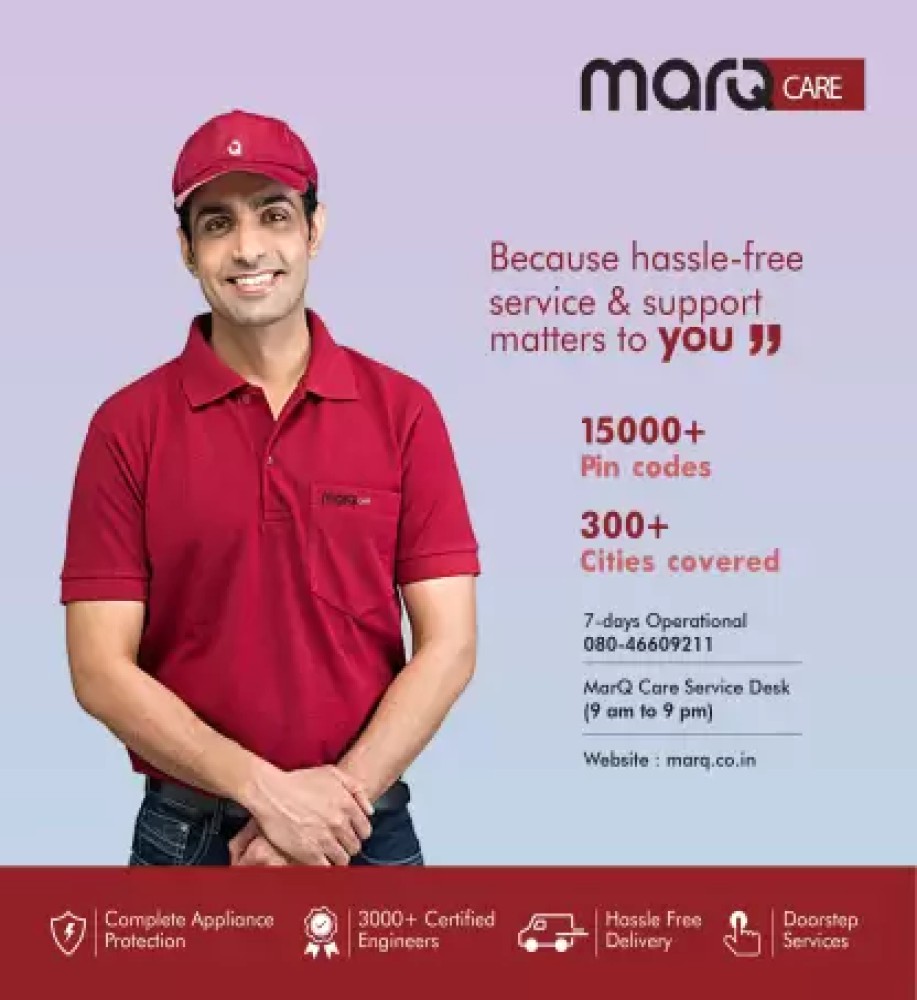 marQ CARE
Because hassle-free
service & support
matters to you ”
15000+
Pin codes
300+
Cities covered
7-days Operational
080-46609211
MarQ Care Service Desk
(9 am to 9 pm)
Website : marq.co.in
marQ
Complete Appliance
Protection
3000+ Certified
Engineers
Hassle Free
Delivery
Doorstep
Services